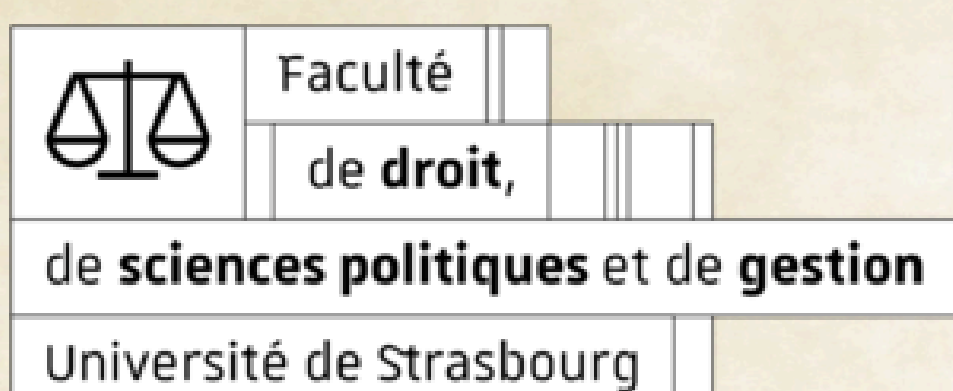 Faculté
de droit,
de sciences politiques et de gestion
Université de Strasbourg